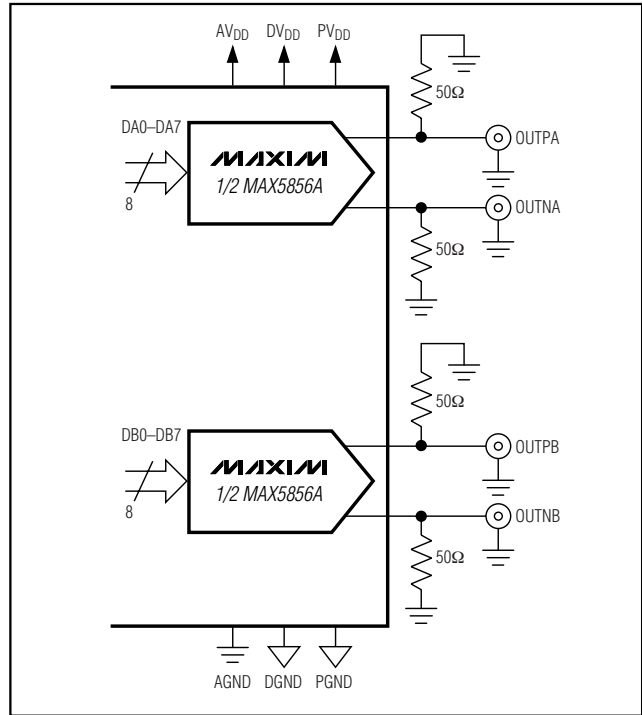 AVDD DVDD PVDD
50Ω
DA0–DA7
OUTPA
MAXIM
1/2 MAX5856A
8
OUTNA
50Ω
50Ω
DB0–DB7
OUTPB
MAXIM
1/2 MAX5856A
8
OUTNB
50Ω
AGND DGND PGND